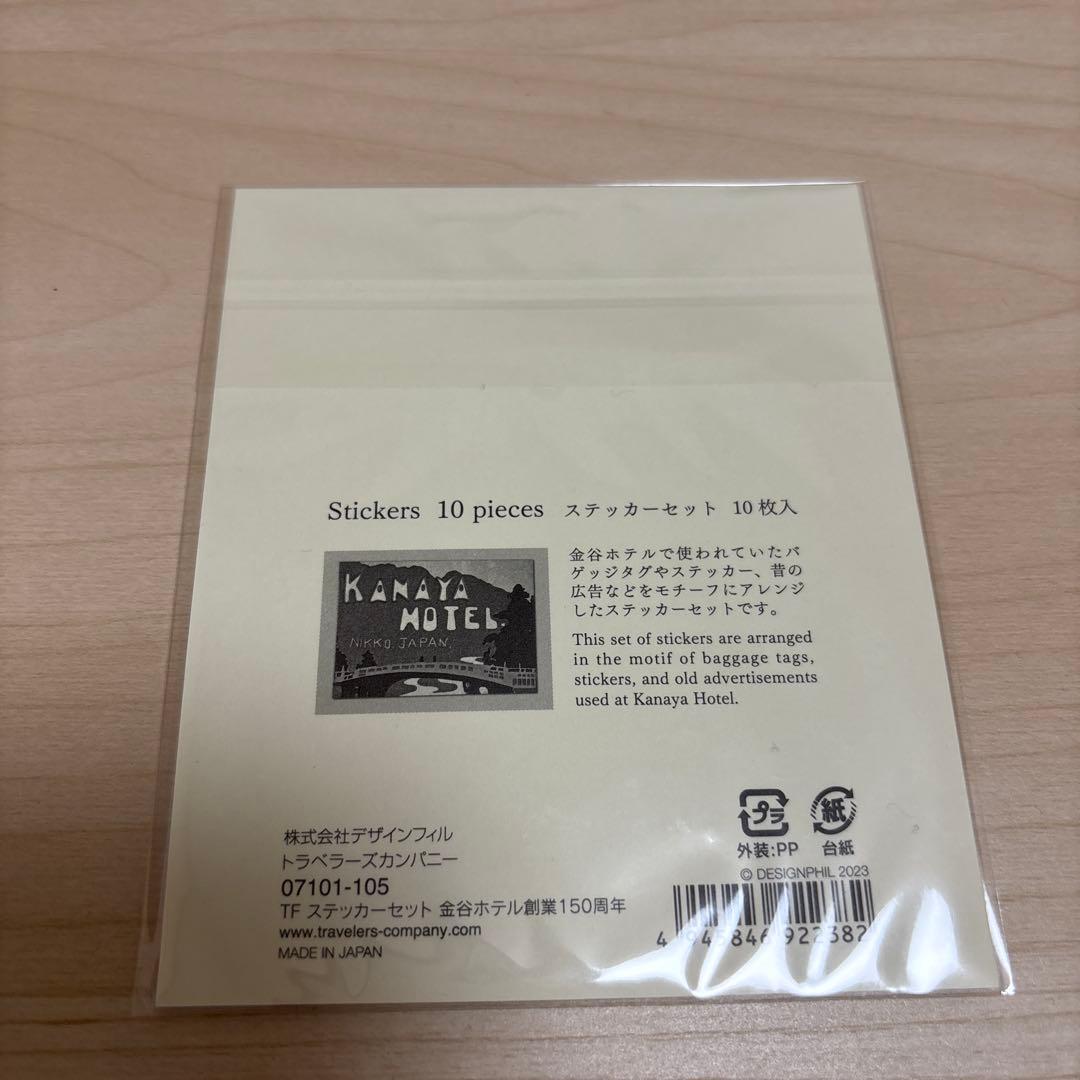 Stickers 10 pieces ステッカーセット 10枚入
KANAYA
HOTEL.
NIKKO, JAPAN.
金谷ホテルで使われていたバ
ゲッジタグやステッカー、昔の
広告などをモチーフにアレンジ
したステッカーセットです。
This set of stickers are arranged
in the motif of baggage tags,
stickers, and old advertisements
used at Kanaya Hotel.
プラ
外装:PP
紙
台紙
© DESIGNPHIL 2023
株式会社デザインフィル
トラベラーズカンパニー
07101-105
TF ステッカーセット 金谷ホテル創業150周年
www.travelers-company.com
MADE IN JAPAN
4 945846 922382